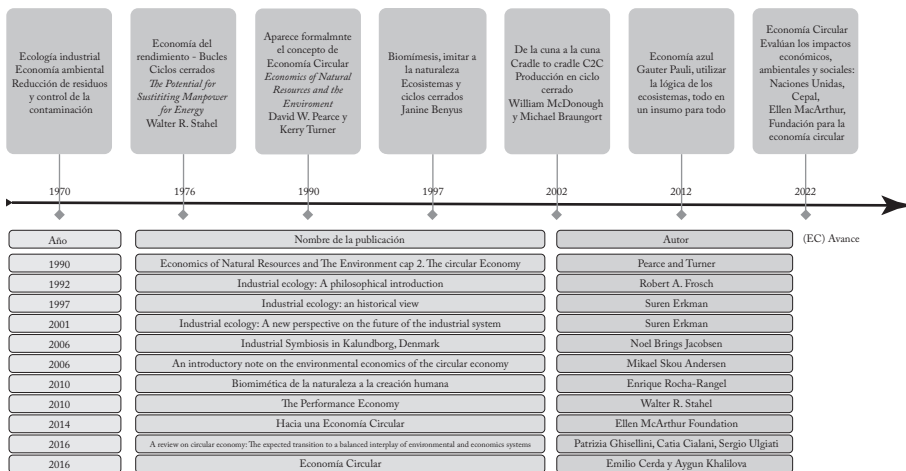 Ecología industrial
Economía ambiental
Reducción de residuos
y control de la
contaminación
Economía del
rendimiento - Bucles
Ciclos cerrados
The Potential for
Sustititing Manpower
for Energy
Walter R. Stahel
Aparece formalmnte
el concepto de
Economía Circular
Economics of Natural
Resources and the
Enviroment
David W. Pearce y
Kerry Turner
Biomímesis, imitar a
la naturaleza
Ecosistemas y
ciclos cerrados
Janine Benyus
De la cuna a la cuna
Cradle to cradle C2C
Producción en ciclo
cerrado
William McDonough
y Michael Braungort
Economía azul
Gauter Pauli, utilizar
la lógica de los
ecosistemas, todo en
un insumo para todo
Economía Circular
Evalúan los impactos
económicos,
ambientales y sociales:
Naciones Unidas,
Cepal,
Ellen MacArthur,
Fundación para la
economía circular
1970 1976 1990 1997 2002 2012 2022
Año Nombre de la publicación Autor (EC) Avance
1990 Economics of Natural Resources and The Environment cap 2. The circular Economy Pearce and Turner
1992 Industrial ecology: A philosophical introduction Robert A. Frosch
1997 Industrial ecology: an historical view Suren Erkman
2001 Industrial ecology: A new perspective on the future of the industrial system Suren Erkman
2006 Industrial Symbiosis in Kalundborg, Denmark Noel Brings Jacobsen
2006 An introductory note on the environmental economics of the circular economy Mikael Skou Andersen
2010 Biomimética de la naturaleza a la creación humana Enrique Rocha-Rangel
2010 The Performance Economy Walter R. Stahel
2014 Hacia una Economía Circular Ellen McArthur Foundation
2016 A review on circular economy: The expected transition to a balanced interplay of environmental and economics systems Patrizia Ghisellini, Catia Cialani, Sergio Ulgiati
2016 Economía Circular Emilio Cerda y Aygun Khalilova